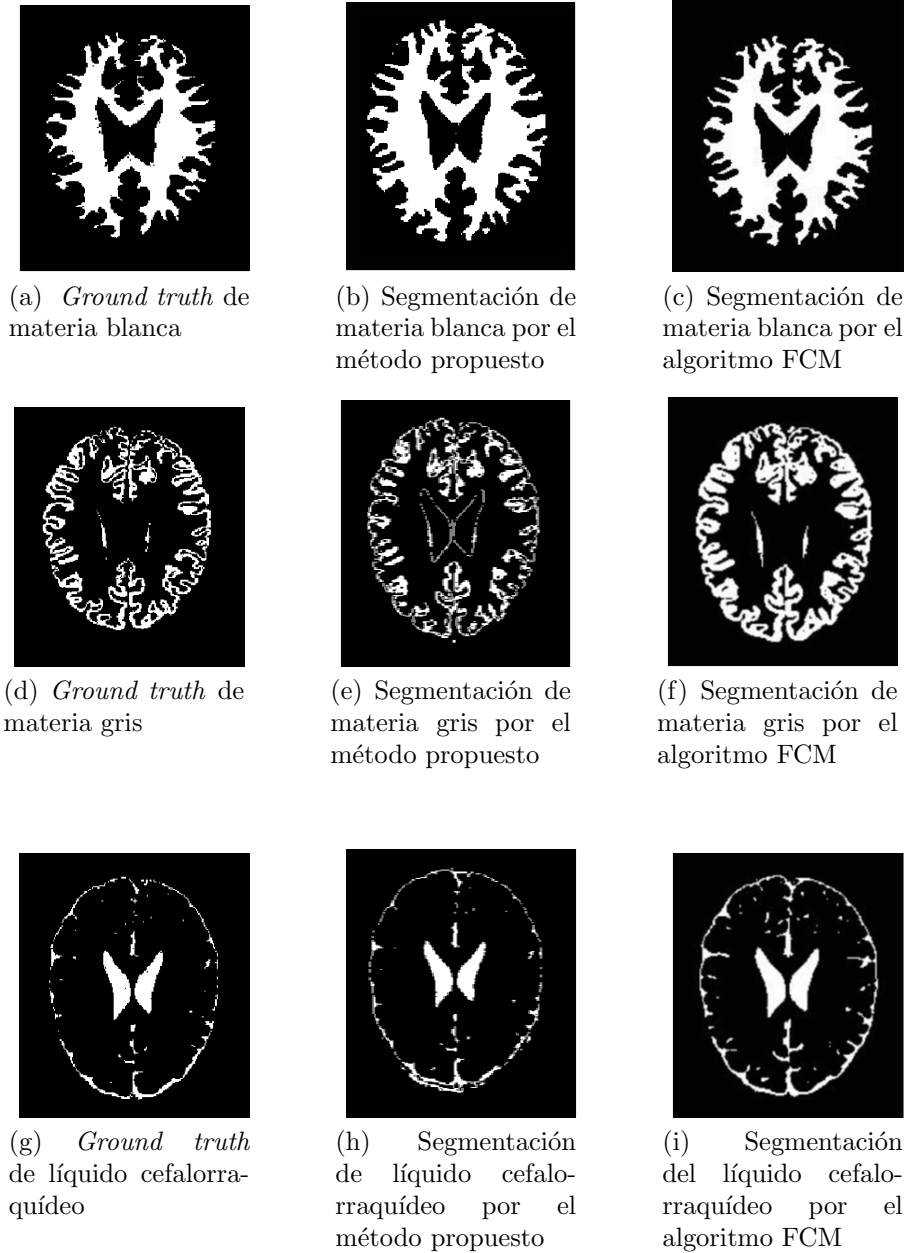 (a) Ground truth de
materia blanca
(b) Segmentación de
materia blanca por el
método propuesto
(c) Segmentación de
materia blanca por el
algoritmo FCM
(d) Ground truth de
materia gris
(e) Segmentación de
materia gris por el
método propuesto
(f) Segmentación de
materia gris por el
algoritmo FCM
(g) Ground truth
de líquido cefalorra-
quídeo
(h) Segmentación
de líquido cefalo-
rraquídeo por el
método propuesto
(i) Segmentación
del líquido cefalo-
rraquídeo por el
algoritmo FCM